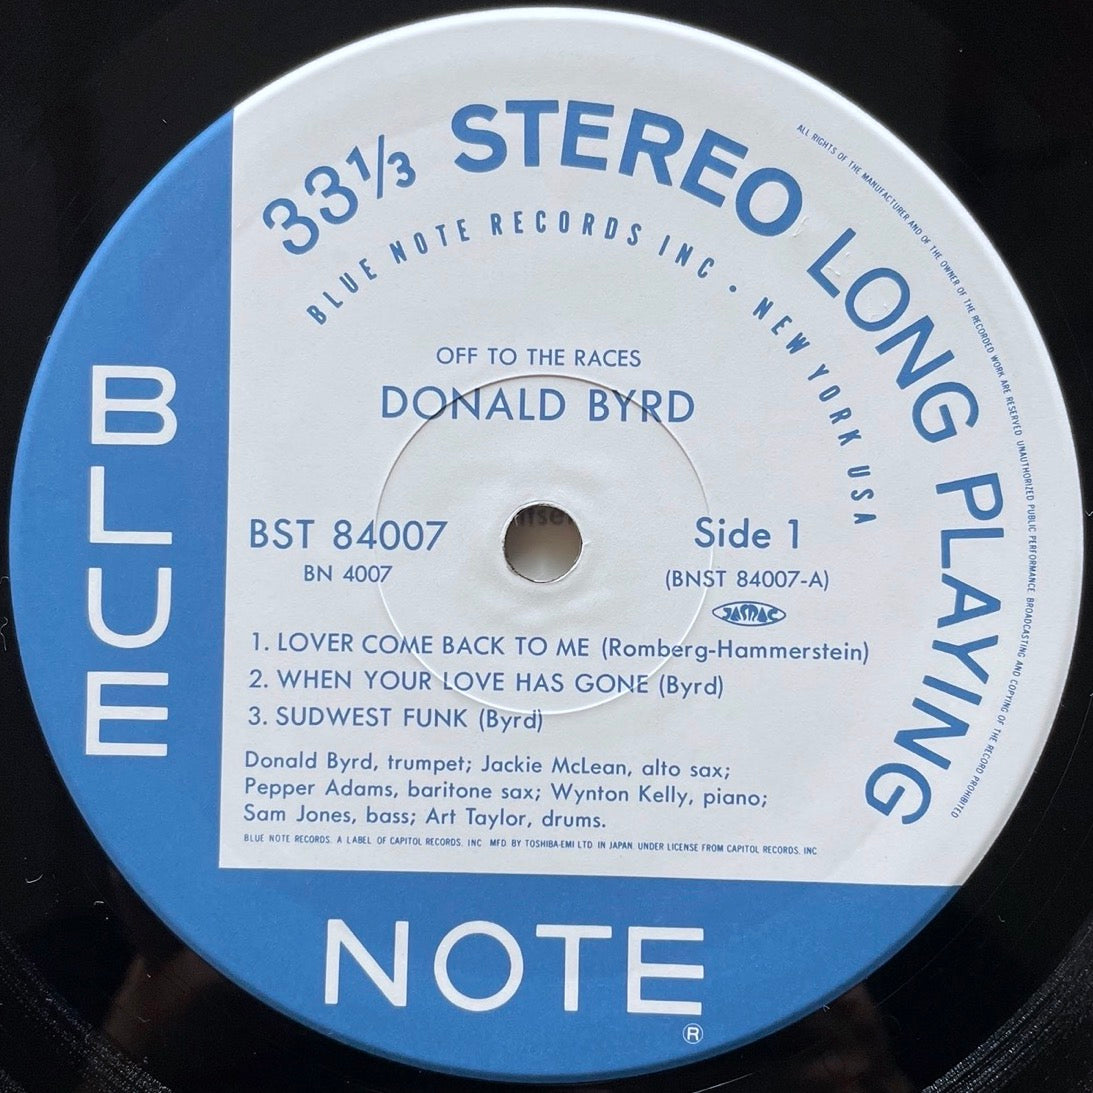 33 1/3 STEREO LONG PLAYING
BLUE NOTE RECORDS INC • NEW YORK USA
ALL RIGHTS OF THE MANUFACTURER AND OF THE OWNER OF THE RECORDED WORK ARE RESERVED. UNAUTHORIZED PUBLIC PERFORMANCE BROADCASTING AND COPYING OF THE RECORD PROHIBITED
OFF TO THE RACES
DONALD BYRD
BST 84007
BN 4007
Side 1
(BNST 84007-A)
JASRAC
1. LOVER COME BACK TO ME (Romberg-Hammerstein)
2. WHEN YOUR LOVE HAS GONE (Byrd)
3. SUDWEST FUNK (Byrd)
Donald Byrd, trumpet; Jackie McLean, alto sax;
Pepper Adams, baritone sax; Wynton Kelly, piano;
Sam Jones, bass; Art Taylor, drums.
BLUE NOTE RECORDS. A LABEL OF CAPITOL RECORDS, INC MFD BY TOSHIBA-EMI LTD IN JAPAN. UNDER LICENSE FROM CAPITOL RECORDS, INC
BLUE
NOTE
®